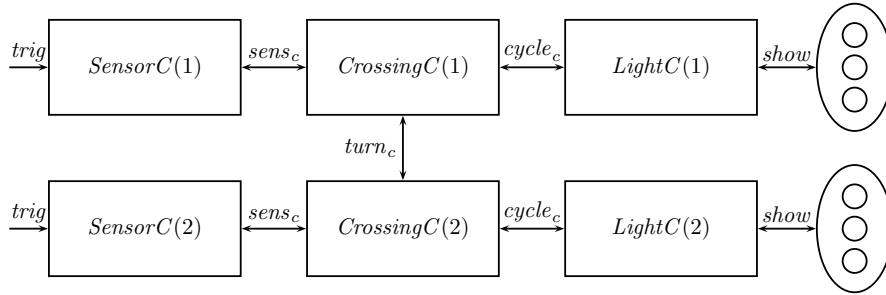 trig SensorC(1) sens_c CrossingC(1) cycle_c LightC(1) show
turn_c
trig SensorC(2) sens_c CrossingC(2) cycle_c LightC(2) show